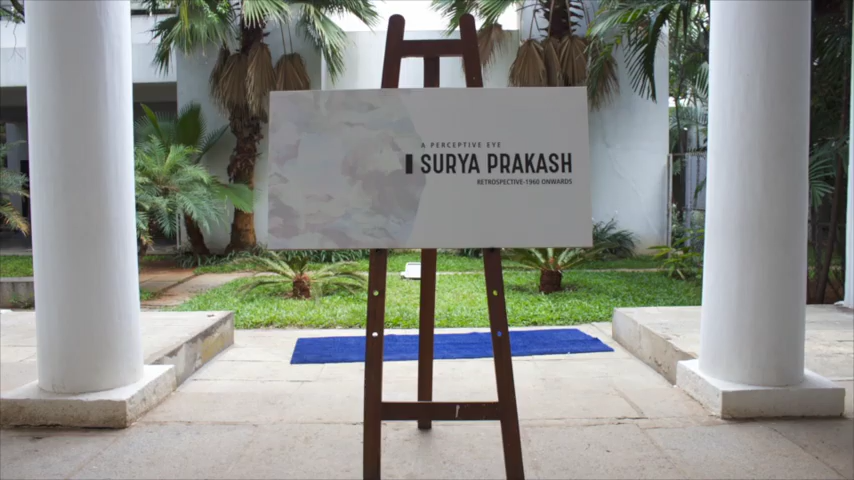 A PERCEPTIVE EYE
SURYA PRAKASH
RETROSPECTIVE-1960 ONWARDS